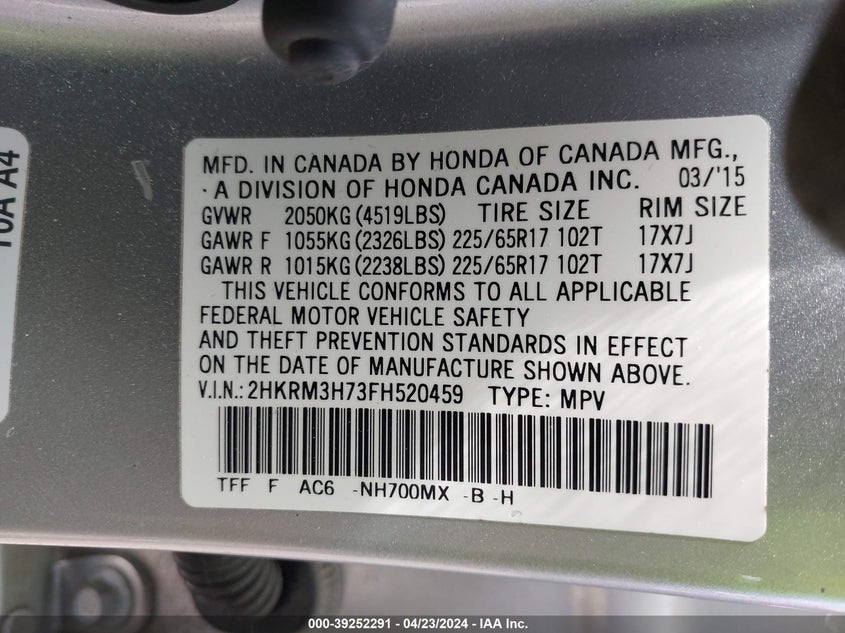 10A A4
MFD. IN CANADA BY HONDA OF CANADA MFG.,
A DIVISION OF HONDA CANADA INC. 03/'15
GVWR 2050KG (4519LBS) TIRE SIZE RIM SIZE
GAWR F 1055KG (2326LBS) 225/65R17 102T 17X7J
GAWR R 1015KG (2238LBS) 225/65R17 102T 17X7J
THIS VEHICLE CONFORMS TO ALL APPLICABLE
FEDERAL MOTOR VEHICLE SAFETY
AND THEFT PREVENTION STANDARDS IN EFFECT
ON THE DATE OF MANUFACTURE SHOWN ABOVE.
V.I.N.: 2HKRM3H73FH520459 TYPE: MPV
TFF F AC6 -NH700MX -B -H
000-39252291 - 04/23/2024 - IAA Inc.